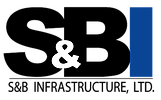 S&BI
S&B INFRASTRUCTURE, LTD.